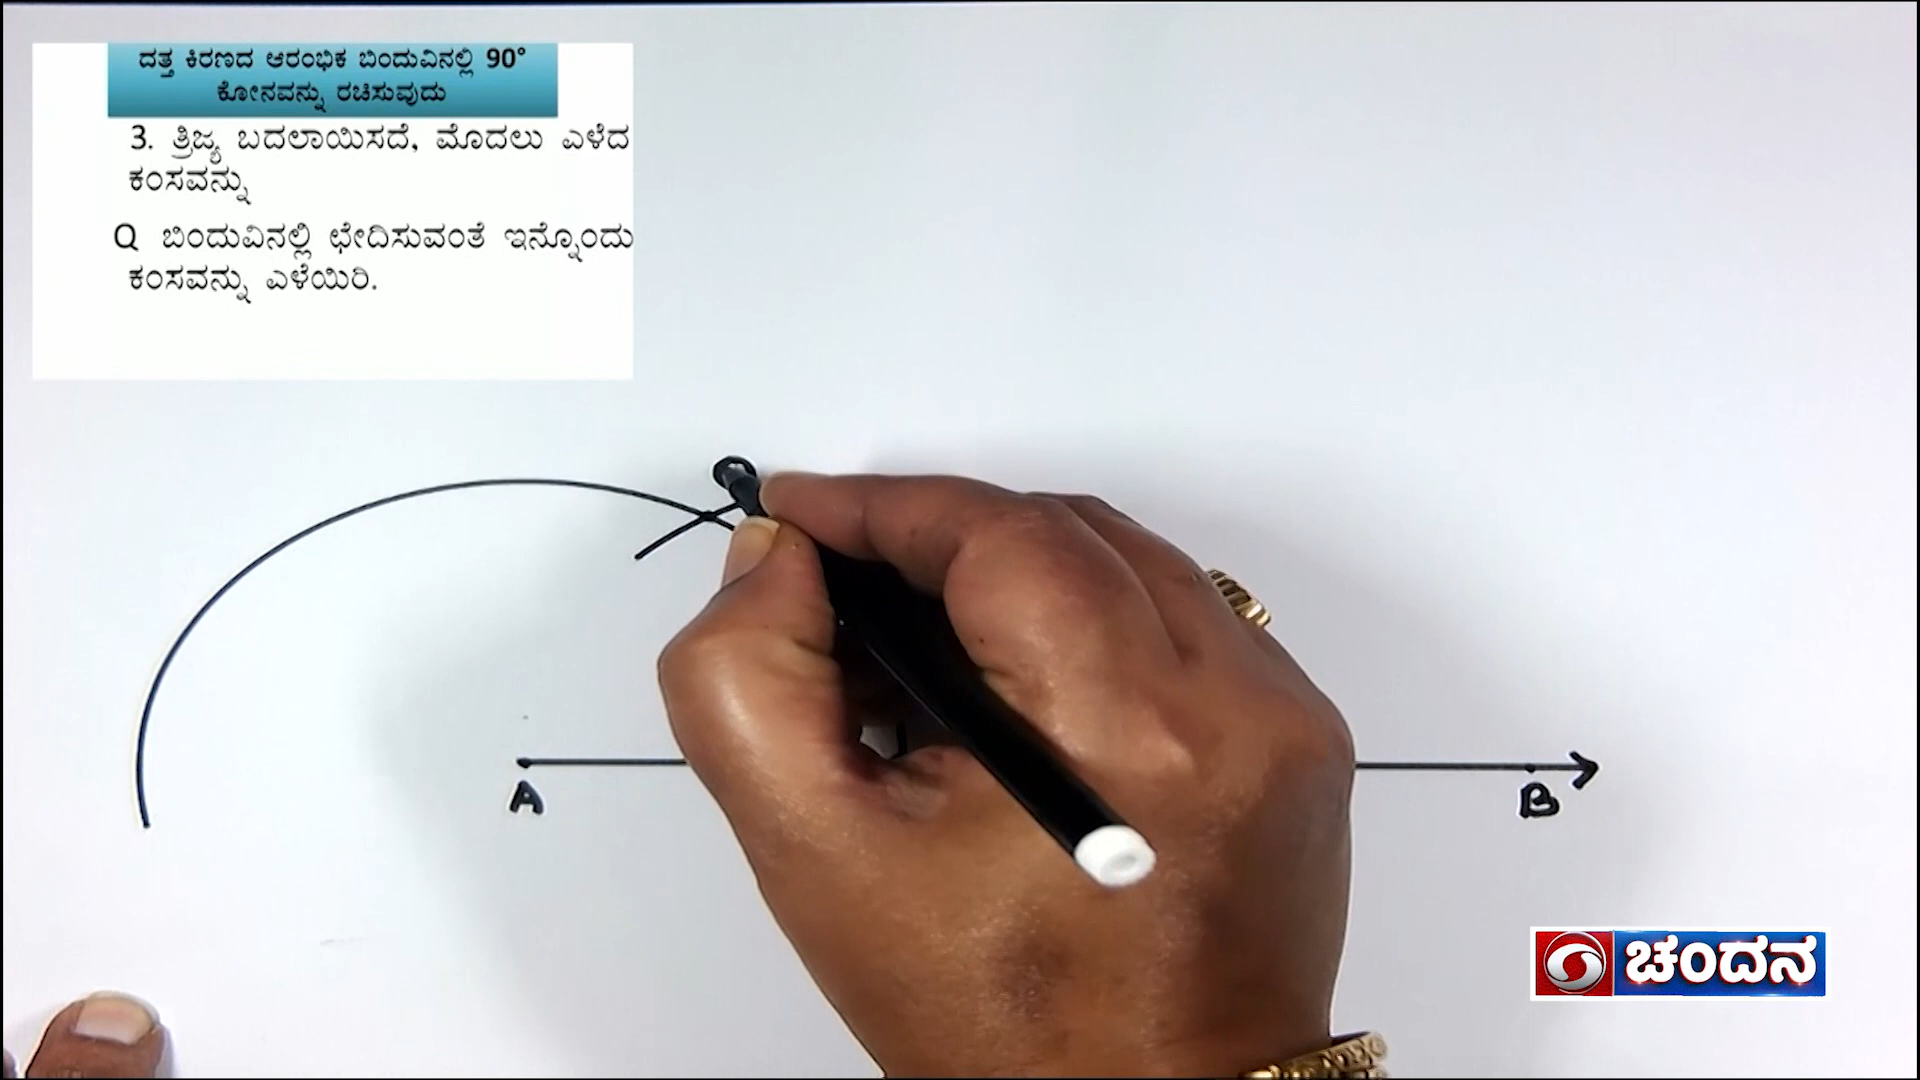 ದತ್ತ ಕಿರಣದ ಆರಂಭಿಕ ಬಿಂದುವಿನಲ್ಲಿ 90°
ಕೋನವನ್ನು ರಚಿಸುವುದು
3. ತ್ರಿಜ್ಯ ಬದಲಾಯಿಸದೆ, ಮೊದಲು ಎಳೆದ
ಕಂಸವನ್ನು
Q ಬಿಂದುವಿನಲ್ಲಿ ಛೇದಿಸುವಂತೆ ಇನ್ನೊಂದು
ಕಂಸವನ್ನು ಎಳೆಯಿರಿ.
A
B
ಚಂದನ